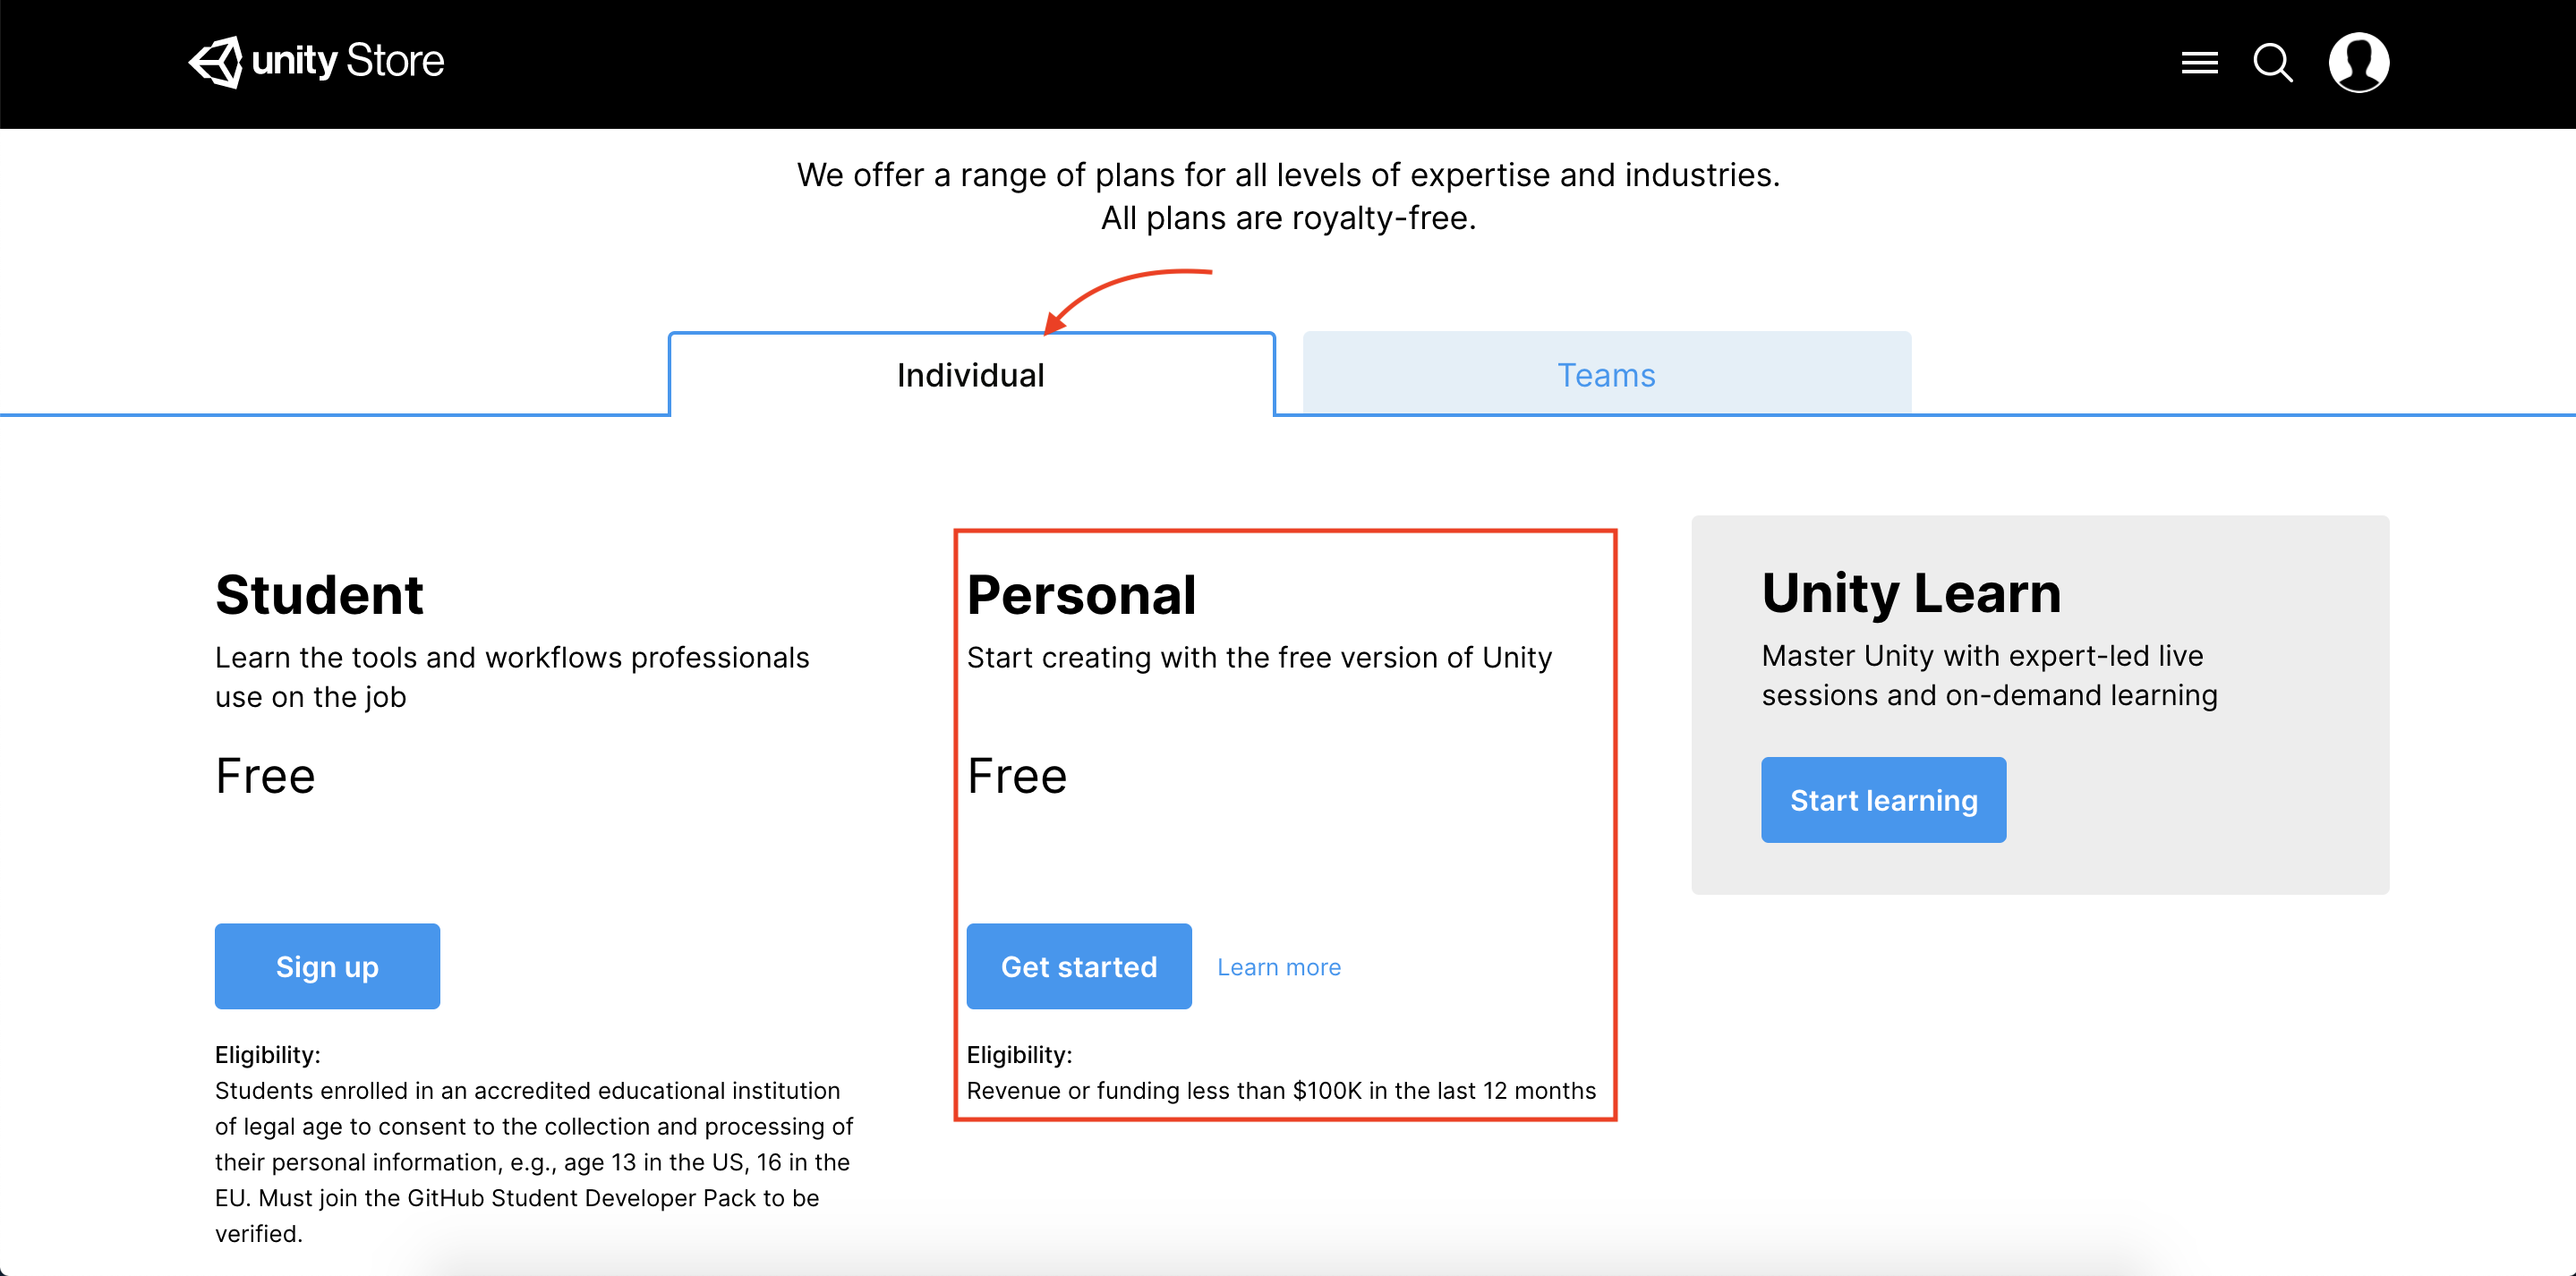 unity Store
We offer a range of plans for all levels of expertise and industries.
All plans are royalty-free.
Individual
Teams
Student
Learn the tools and workflows professionals
use on the job
Free
Sign up
Eligibility:
Students enrolled in an accredited educational institution
of legal age to consent to the collection and processing of
their personal information, e.g., age 13 in the US, 16 in the
EU. Must join the GitHub Student Developer Pack to be
verified.
Personal
Start creating with the free version of Unity
Free
Get started
Learn more
Eligibility:
Revenue or funding less than $100K in the last 12 months
Unity Learn
Master Unity with expert-led live
sessions and on-demand learning
Start learning